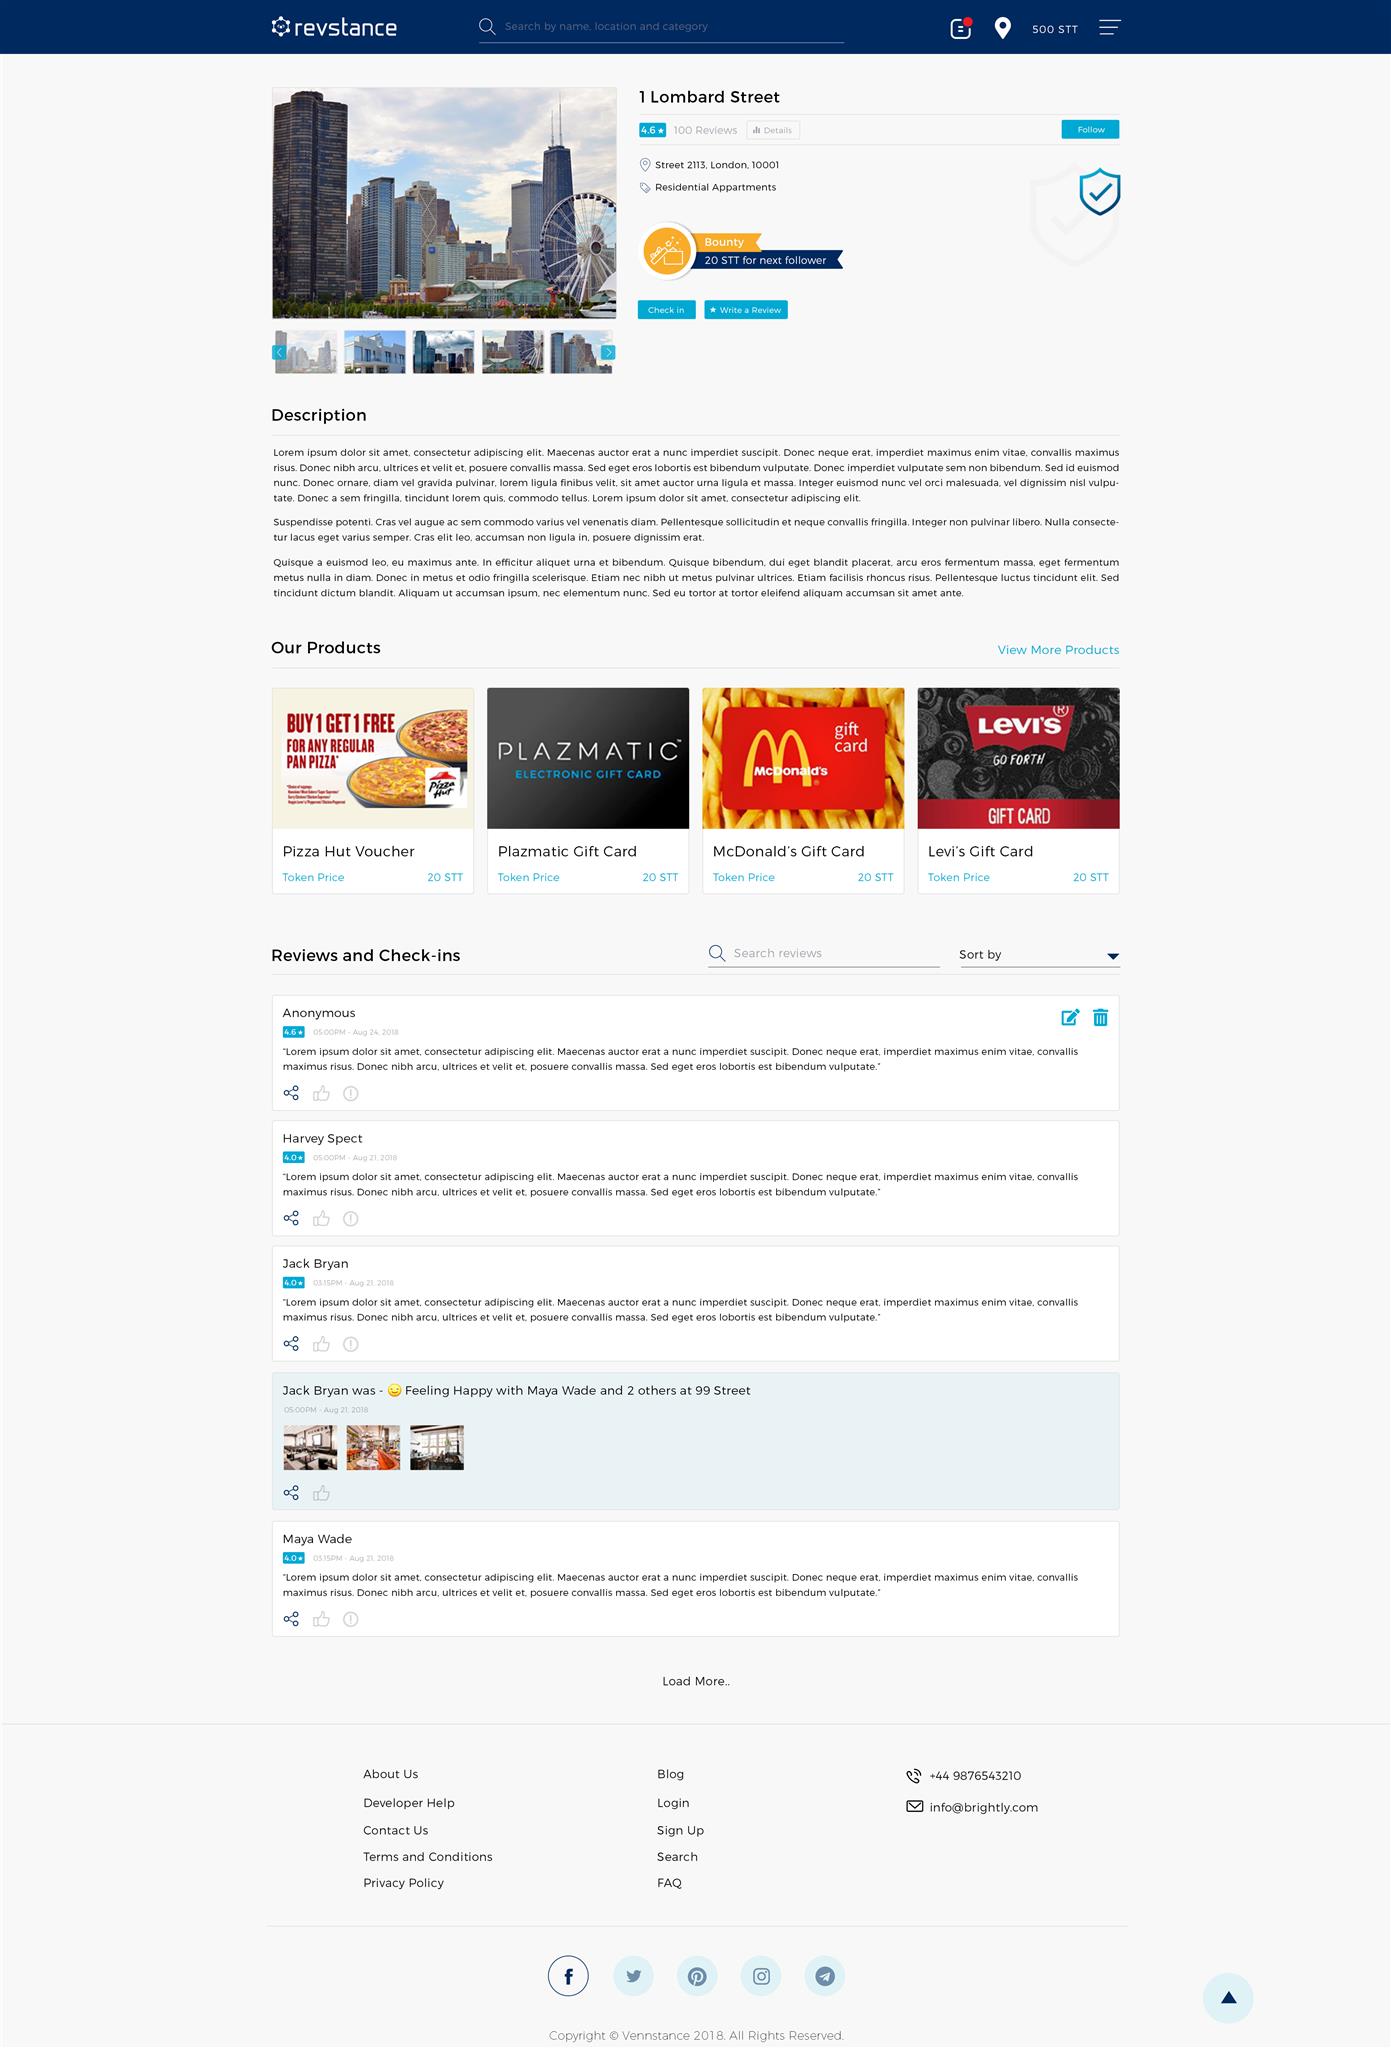 revstance
Search by name, location and category
500 STT
1 Lombard Street
4.6 ★ 100 Reviews Details
Follow
Street 2113, London, 10001
Residential Appartments
Bounty
20 STT for next follower
Check in
★ Write a Review
Description
Lorem ipsum dolor sit amet, consectetur adipiscing elit. Maecenas auctor erat a nunc imperdiet suscipit. Donec neque erat, imperdiet maximus enim vitae, convallis maximus
risus. Donec nibh arcu, ultrices et velit et, posuere convallis massa. Sed eget eros lobortis est bibendum vulputate. Donec imperdiet vulputate sem non bibendum. Sed id euismod
nunc. Donec ornare, diam vel gravida pulvinar, lorem ligula finibus velit, sit amet auctor urna ligula et massa. Integer euismod nunc vel orci malesuada, vel dignissim nisl vulpu-
tate. Donec a sem fringilla, tincidunt lorem quis, commodo tellus. Lorem ipsum dolor sit amet, consectetur adipiscing elit.
Suspendisse potenti. Cras vel augue ac sem commodo varius vel venenatis diam. Pellentesque sollicitudin et neque convallis fringilla. Integer non pulvinar libero. Nulla consecte-
tur lacus eget varius semper. Cras elit leo, accumsan non ligula in, posuere dignissim erat.
Quisque a euismod leo, eu maximus ante. In efficitur aliquet urna et bibendum. Quisque bibendum, dui eget blandit placerat, arcu eros fermentum massa, eget fermentum
metus nulla in diam. Donec in metus et odio fringilla scelerisque. Etiam nec nibh ut metus pulvinar ultrices. Etiam facilisis rhoncus risus. Pellentesque luctus tincidunt elit. Sed
tincidunt dictum blandit. Aliquam ut accumsan ipsum, nec elementum nunc. Sed eu tortor at tortor eleifend aliquam accumsan sit amet ante.
Our Products
View More Products
BUY 1 GET 1 FREE
FOR ANY REGULAR
PAN PIZZA*
Pizza
Hut
PLAZMATIC™
ELECTRONIC GIFT CARD
gift
card
McDonald's
LEVI'S®
GO FORTH
GIFT CARD
Pizza Hut Voucher
Token Price 20 STT
Plazmatic Gift Card
Token Price 20 STT
McDonald's Gift Card
Token Price 20 STT
Levi's Gift Card
Token Price 20 STT
Reviews and Check-ins
Search reviews
Sort by
Anonymous
4.6 ★ 05:00PM - Aug 24, 2018
"Lorem ipsum dolor sit amet, consectetur adipiscing elit. Maecenas auctor erat a nunc imperdiet suscipit. Donec neque erat, imperdiet maximus enim vitae, convallis
maximus risus. Donec nibh arcu, ultrices et velit et, posuere convallis massa. Sed eget eros lobortis est bibendum vulputate."
Harvey Spect
4.0 ★ 05:00PM - Aug 21, 2018
"Lorem ipsum dolor sit amet, consectetur adipiscing elit. Maecenas auctor erat a nunc imperdiet suscipit. Donec neque erat, imperdiet maximus enim vitae, convallis
maximus risus. Donec nibh arcu, ultrices et velit et, posuere convallis massa. Sed eget eros lobortis est bibendum vulputate."
Jack Bryan
4.0 ★ 03:15PM - Aug 21, 2018
"Lorem ipsum dolor sit amet, consectetur adipiscing elit. Maecenas auctor erat a nunc imperdiet suscipit. Donec neque erat, imperdiet maximus enim vitae, convallis
maximus risus. Donec nibh arcu, ultrices et velit et, posuere convallis massa. Sed eget eros lobortis est bibendum vulputate."
Jack Bryan was - 😉 Feeling Happy with Maya Wade and 2 others at 99 Street
05:00PM - Aug 21, 2018
Maya Wade
4.0 ★ 03:15PM - Aug 21, 2018
"Lorem ipsum dolor sit amet, consectetur adipiscing elit. Maecenas auctor erat a nunc imperdiet suscipit. Donec neque erat, imperdiet maximus enim vitae, convallis
maximus risus. Donec nibh arcu, ultrices et velit et, posuere convallis massa. Sed eget eros lobortis est bibendum vulputate."
Load More..
About Us
Developer Help
Contact Us
Terms and Conditions
Privacy Policy
Blog
Login
Sign Up
Search
FAQ
+44 9876543210
info@brightly.com
Copyright © Vennstance 2018. All Rights Reserved.